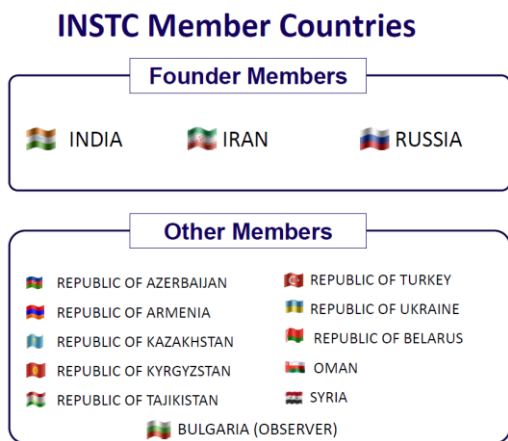 INSTC Member Countries
Founder Members
INDIA
IRAN
RUSSIA
Other Members
REPUBLIC OF AZERBAIJAN
REPUBLIC OF ARMENIA
REPUBLIC OF KAZAKHSTAN
REPUBLIC OF KYRGYZSTAN
REPUBLIC OF TAJIKISTAN
REPUBLIC OF TURKEY
REPUBLIC OF UKRAINE
REPUBLIC OF BELARUS
OMAN
SYRIA
BULGARIA (OBSERVER)